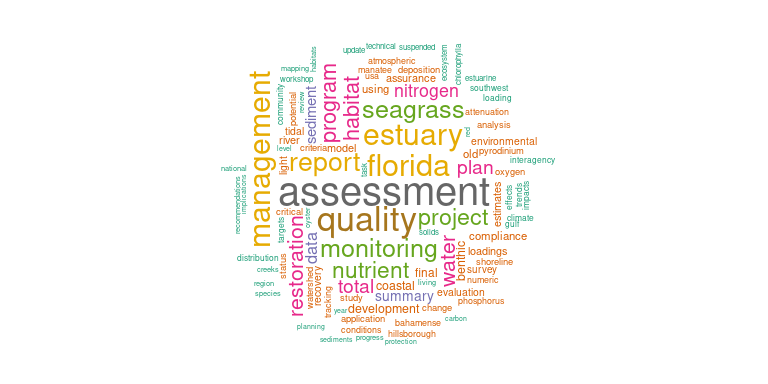 habitats
update
technical
suspended
ecosystem
chlorophylla
atmospheric
mapping
manatee
deposition
workshop
usa
assurance
estuarine
management
community
potential
review
sediment
program
habitat
using
nitrogen
southwest
loading
seagrass
attenuation
tidal
red
analysis
river
estuary
environmental
level
criteria
model
old
pyrodinium
interagency
national
light
report
task
florida
plan
oxygen
recommendations
implications
assessment
estimates
effects
trends
impacts
critical
oyster
quality
project
climate
gulf
targets
restoration
data
solids
monitoring
water
benthic
compliance
distribution
status
loadings
shoreline
creeks
watershed
recovery
nutrient
final
survey
region
tracking
total
coastal
living
numeric
species
study
summary
evaluation
phosphorus
year
development
change
planning
application
bahamense
carbon
conditions
hillsborough
sediments
progress
protection